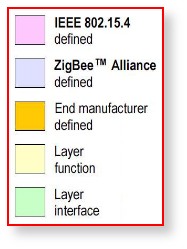 IEEE 802.15.4
defined
ZigBee™ Alliance
defined
End manufacturer
defined
Layer
function
Layer
interface